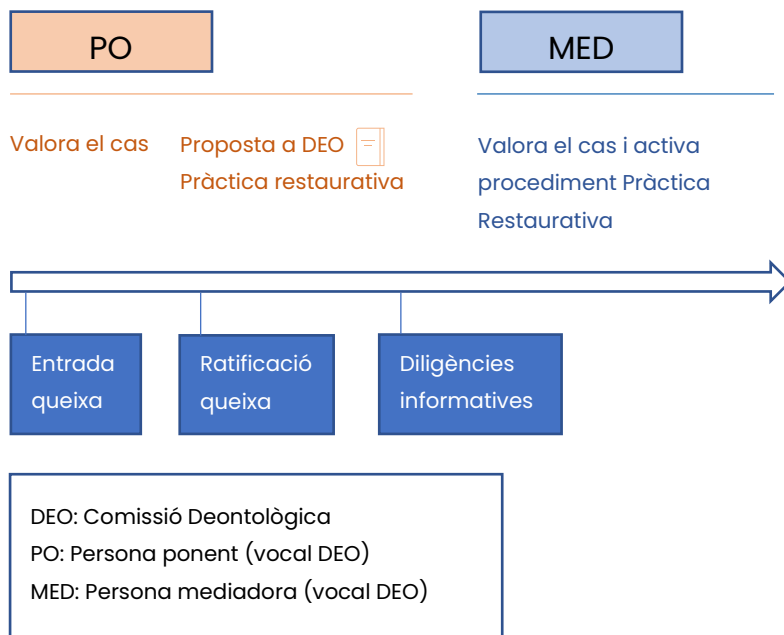 PO
MED
Valora el cas
Proposta a DEO
Pràctica restaurativa
Valora el cas i activa
procediment Pràctica
Restaurativa
Entrada
queixa
Ratificació
queixa
Diligències
informatives
DEO: Comissió Deontològica
PO: Persona ponent (vocal DEO)
MED: Persona mediadora (vocal DEO)